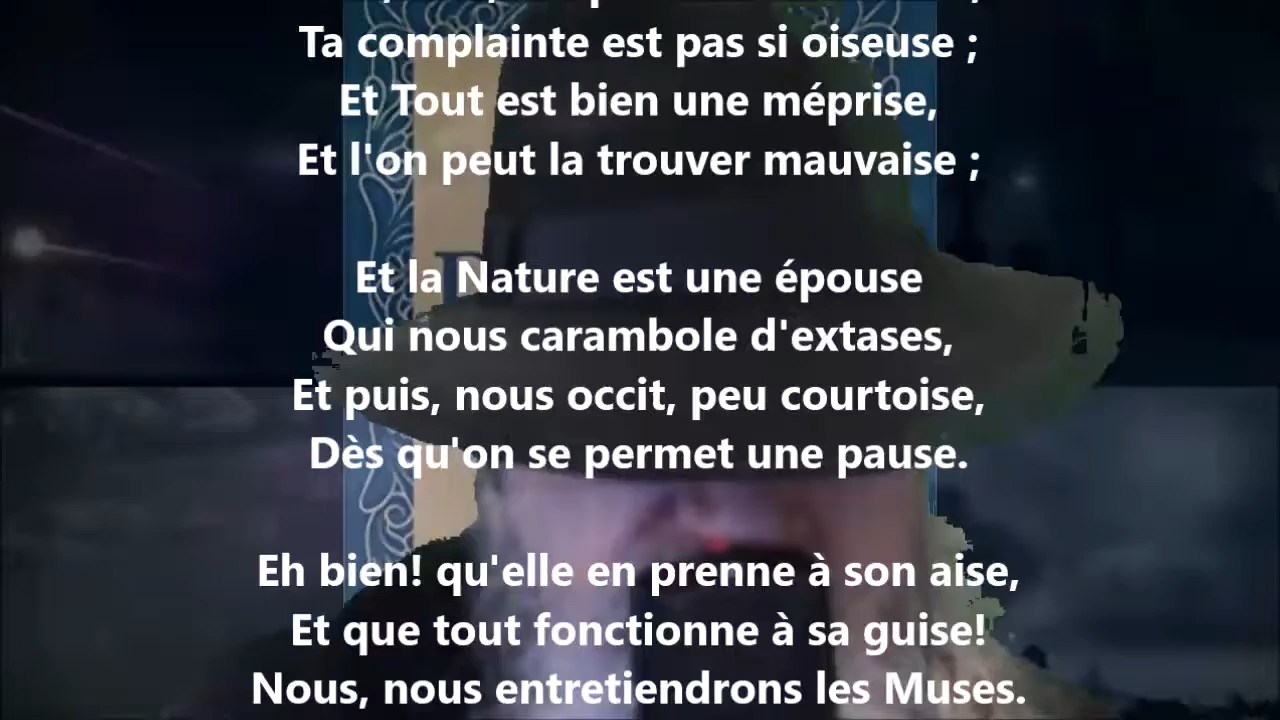 Ta complainte est pas si oiseuse ;
Et Tout est bien une méprise,
Et l'on peut la trouver mauvaise ;
Et la Nature est une épouse
Qui nous carambole d'extases,
Et puis, nous occit, peu courtoise,
Dès qu'on se permet une pause.
Eh bien! qu'elle en prenne à son aise,
Et que tout fonctionne à sa guise!
Nous, nous entretiendrons les Muses.